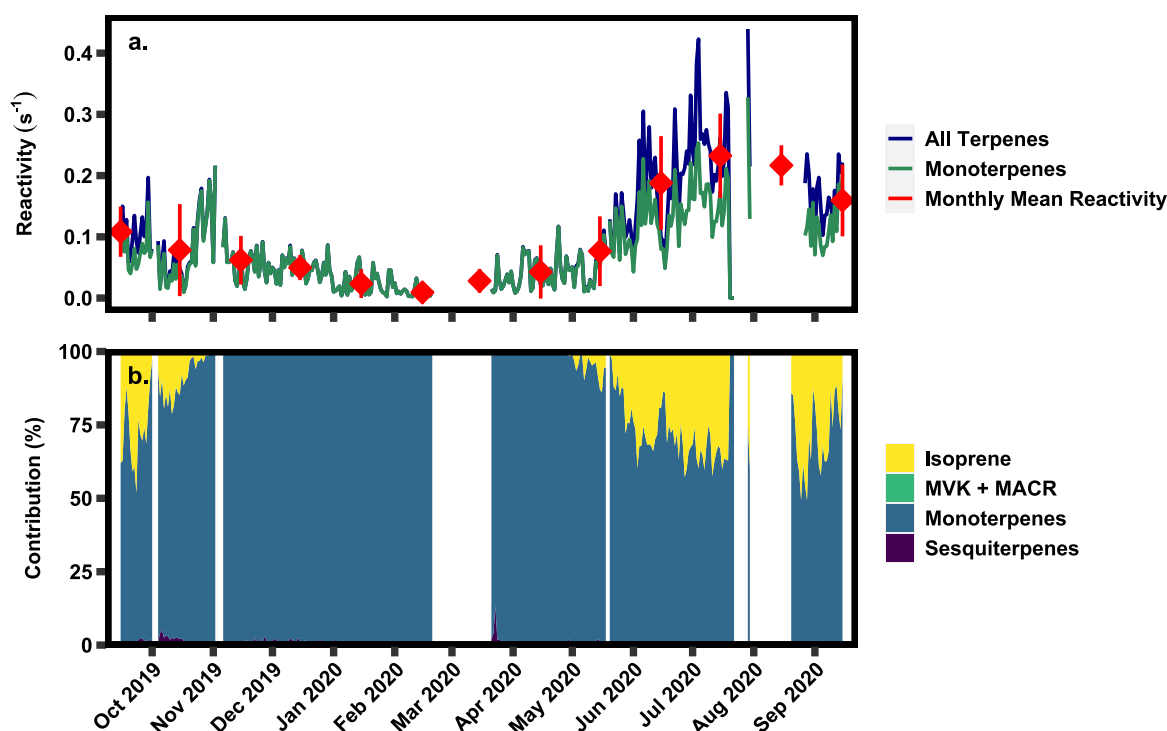 a.
0.4
0.3
0.2
0.1
0.0
Reactivity (s⁻¹)
All Terpenes
Monoterpenes
Monthly Mean Reactivity
b.
100
75
50
25
0
Contribution (%)
Isoprene
MVK + MACR
Monoterpenes
Sesquiterpenes
Oct 2019
Nov 2019
Dec 2019
Jan 2020
Feb 2020
Mar 2020
Apr 2020
May 2020
Jun 2020
Jul 2020
Aug 2020
Sep 2020